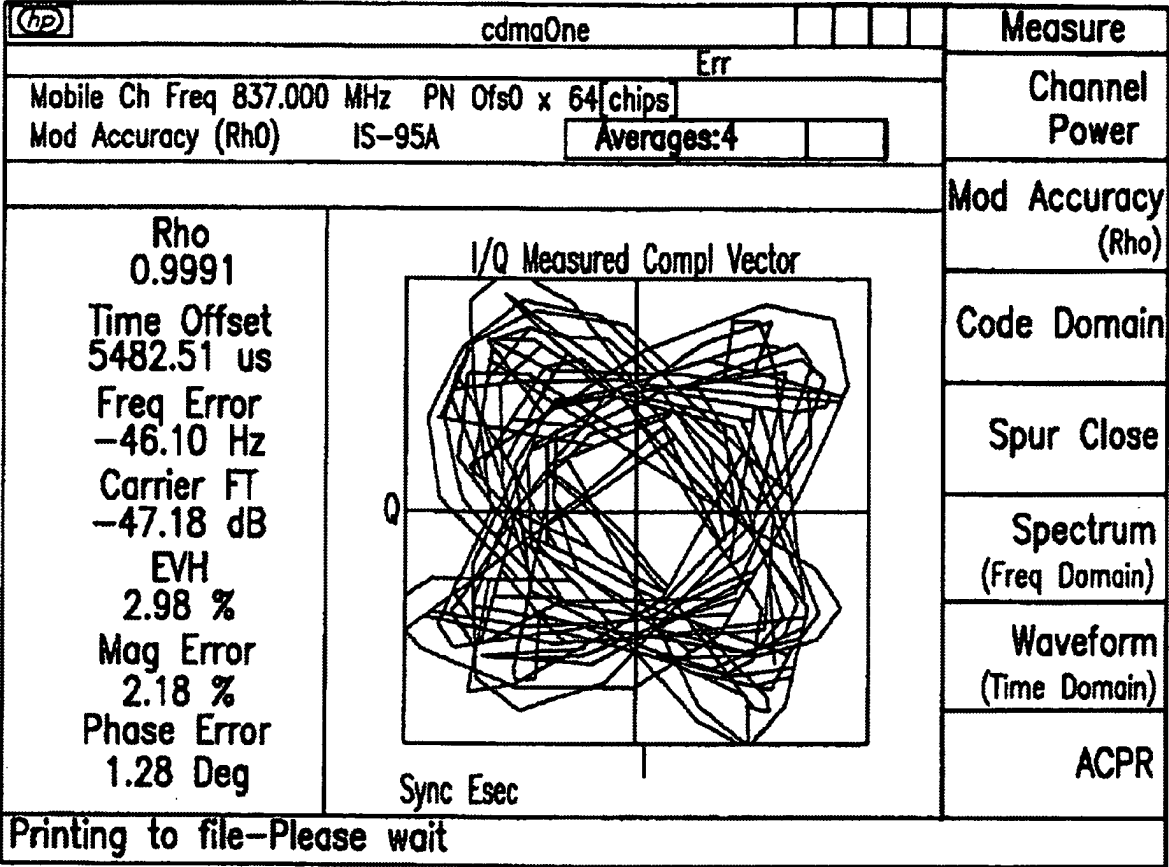 hp
cdmaOne
Err
Mobile Ch Freq 837.000 MHz PN Ofs0 x 64 chips
Mod Accuracy (Rh0) IS-95A Averages:4
Rho
0.9991
Time Offset
5482.51 us
Freq Error
-46.10 Hz
Carrier FT
-47.18 dB
EVH
2.98 %
Mag Error
2.18 %
Phase Error
1.28 Deg
I/Q Measured Compl Vector
Q
I
Sync Esec
Measure
Channel
Power
Mod Accuracy
(Rho)
Code Domain
Spur Close
Spectrum
(Freq Domain)
Waveform
(Time Domain)
ACPR
Printing to file-Please wait